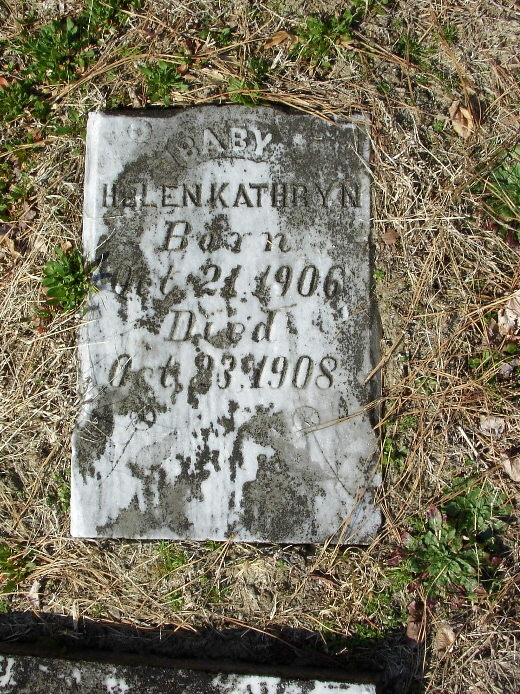 BABY
HELEN KATHRYN
Born
Oct 21 1906
Died
Oct. 23 1908